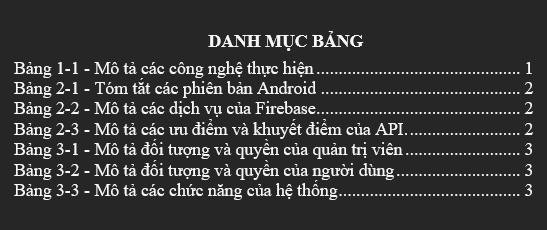 DANH MỤC BẢNG
Bảng 1-1 - Mô tả các công nghệ thực hiện .............................................. 1
Bảng 2-1 - Tóm tắt các phiên bản Android ............................................. 2
Bảng 2-2 - Mô tả các dịch vụ của Firebase.............................................. 2
Bảng 2-3 - Mô tả các ưu điểm và khuyết điểm của API. ......................... 2
Bảng 3-1 - Mô tả đối tượng và quyền của quản trị viên .......................... 3
Bảng 3-2 - Mô tả đối tượng và quyền của người dùng ............................ 3
Bảng 3-3 - Mô tả các chức năng của hệ thống......................................... 3